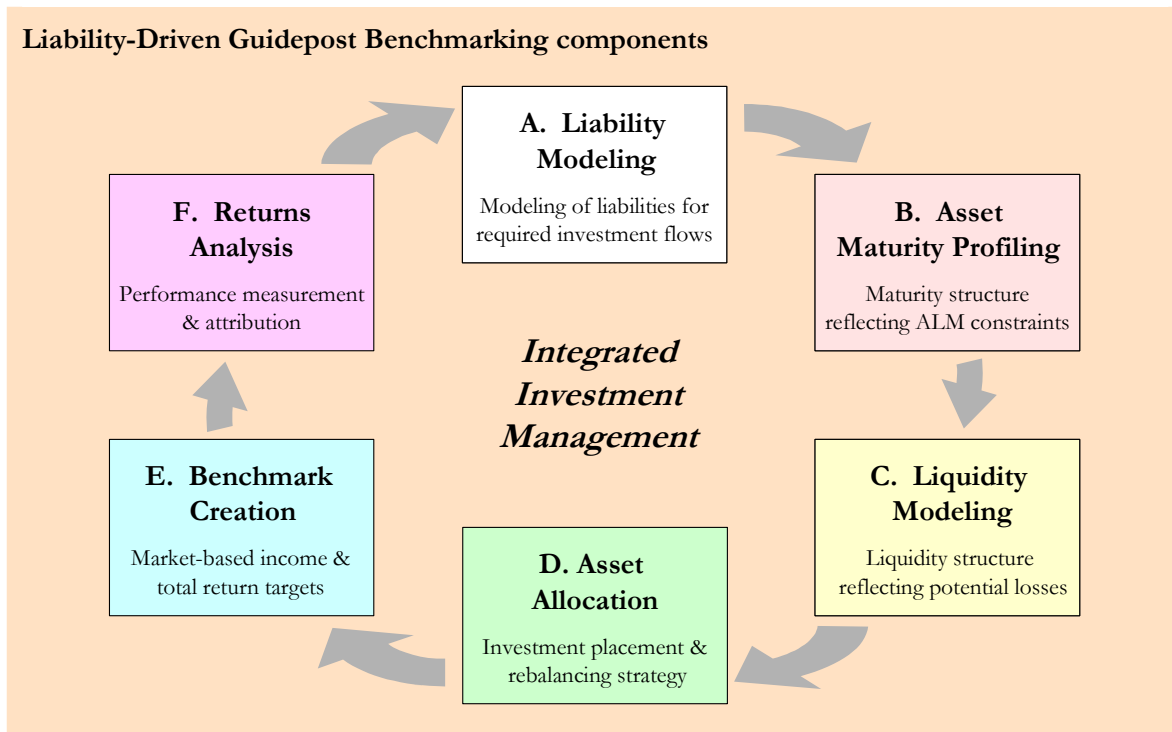 Liability-Driven Guidepost Benchmarking components
A. Liability
Modeling
Modeling of liabilities for
required investment flows
B. Asset
Maturity Profiling
Maturity structure
reflecting ALM constraints
C. Liquidity
Modeling
Liquidity structure
reflecting potential losses
D. Asset
Allocation
Investment placement &
rebalancing strategy
E. Benchmark
Creation
Market-based income &
total return targets
F. Returns
Analysis
Performance measurement
& attribution
Integrated
Investment
Management